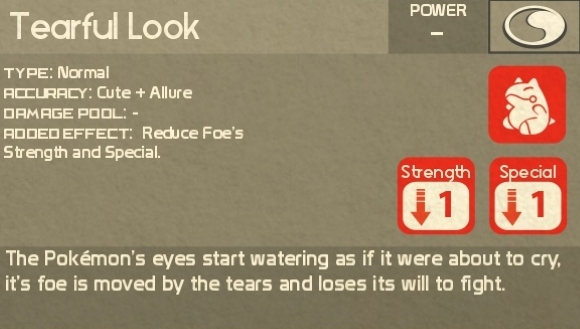 Tearful Look
POWER
–
TYPE: Normal
ACCURACY: Cute + Allure
DAMAGE POOL: -
ADDED EFFECT: Reduce Foe's
Strength and Special.
Strength
1
Special
1
The Pokémon's eyes start watering as if it were about to cry,
it's foe is moved by the tears and loses its will to fight.